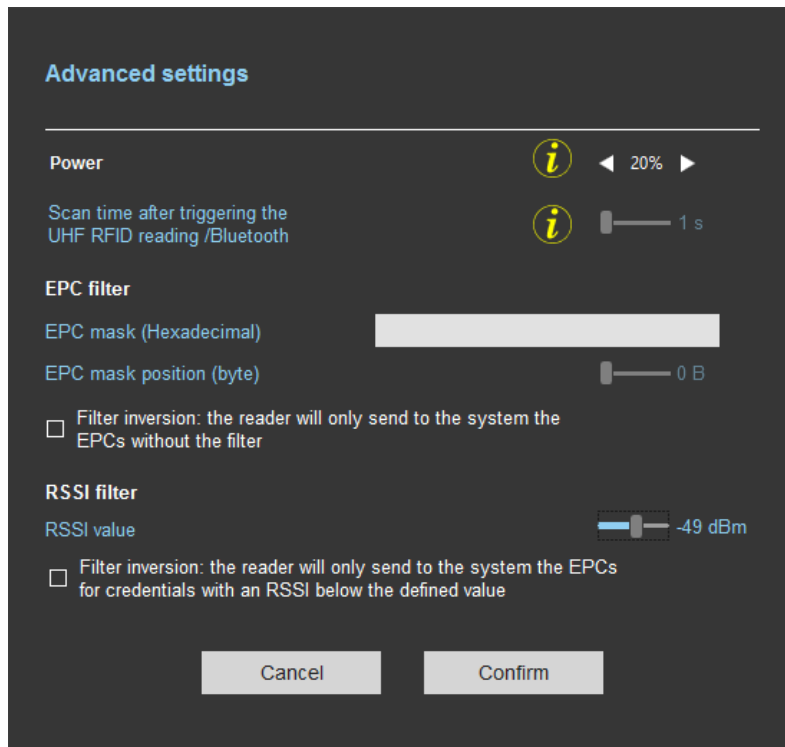 Advanced settings
Power
i
◀ 20% ▶
Scan time after triggering the
UHF RFID reading /Bluetooth
i
1 s
EPC filter
EPC mask (Hexadecimal)
EPC mask position (byte)
0 B
Filter inversion: the reader will only send to the system the
EPCs without the filter
RSSI filter
RSSI value
-49 dBm
Filter inversion: the reader will only send to the system the EPCs
for credentials with an RSSI below the defined value
Cancel
Confirm